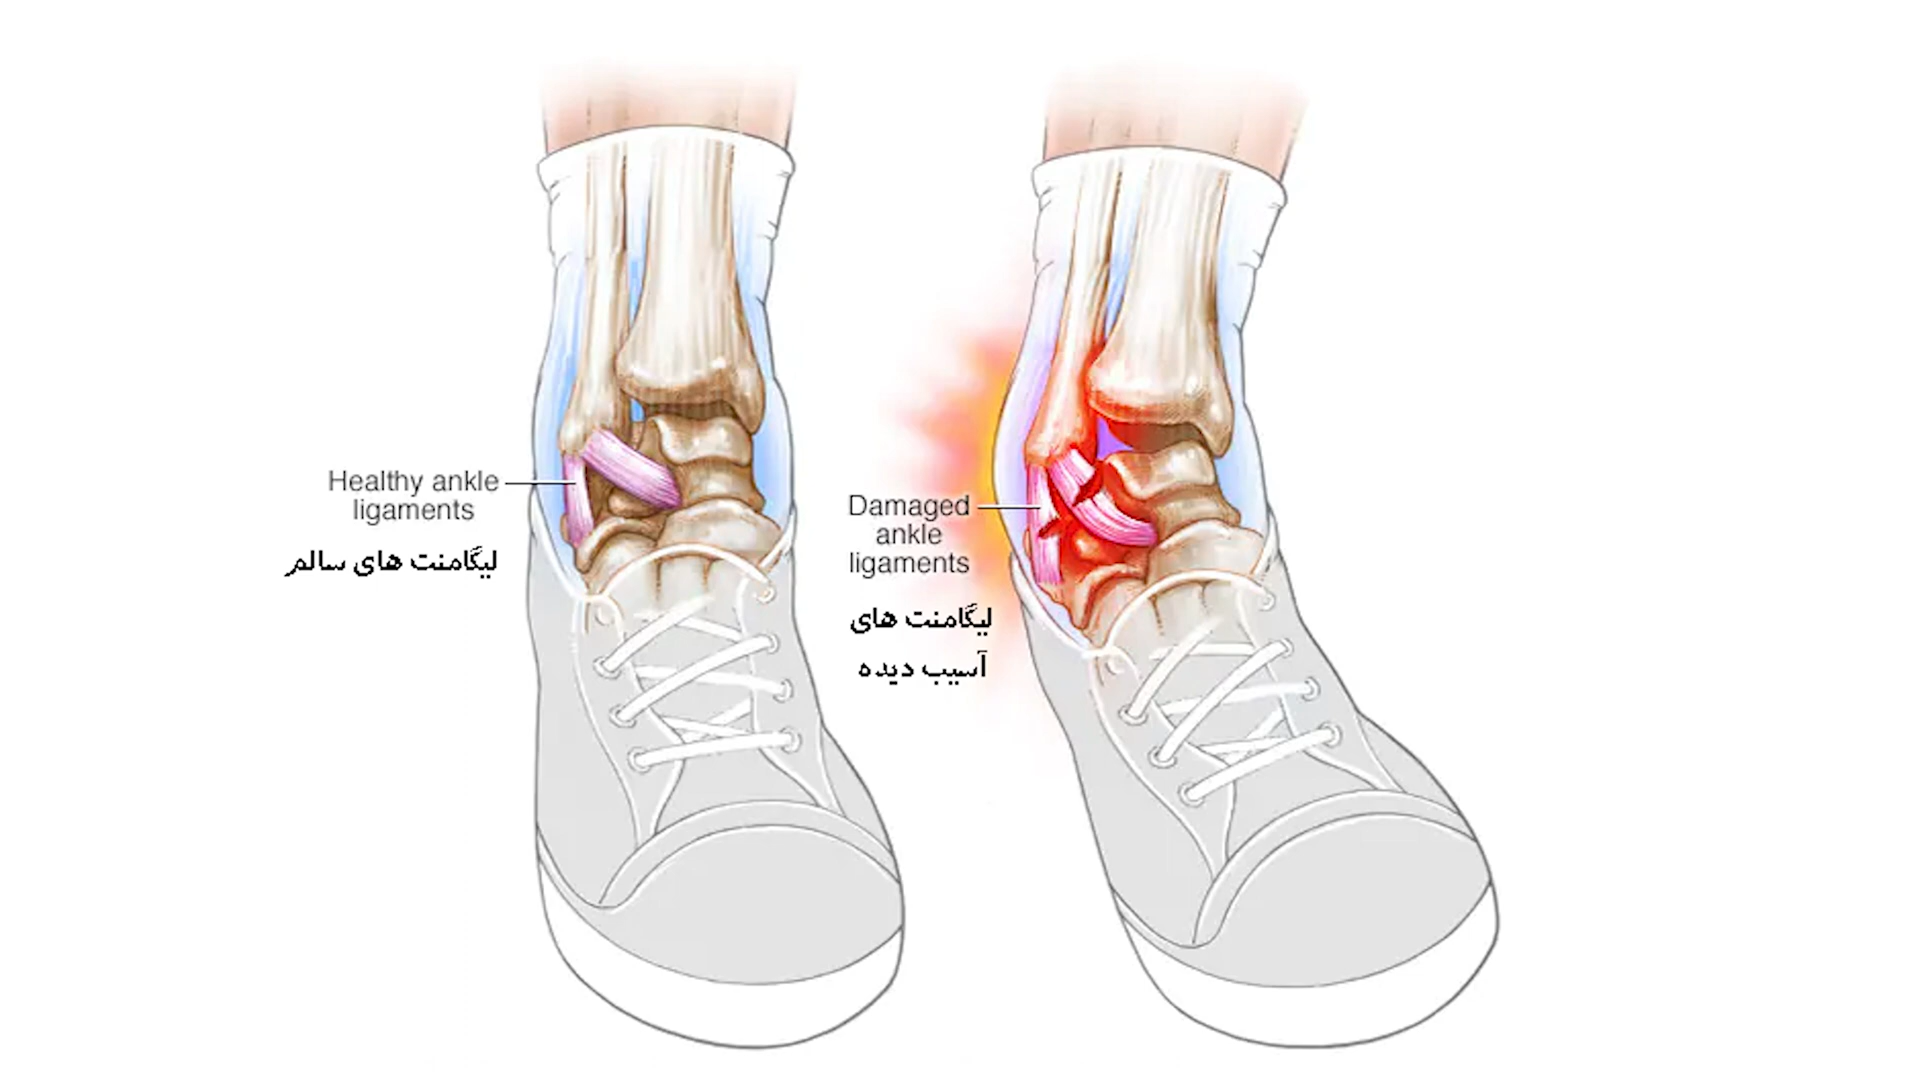 Healthy ankle
ligaments
لیگامنت های سالم
Damaged
ankle
ligaments
لیگامنت های
آسیب دیده